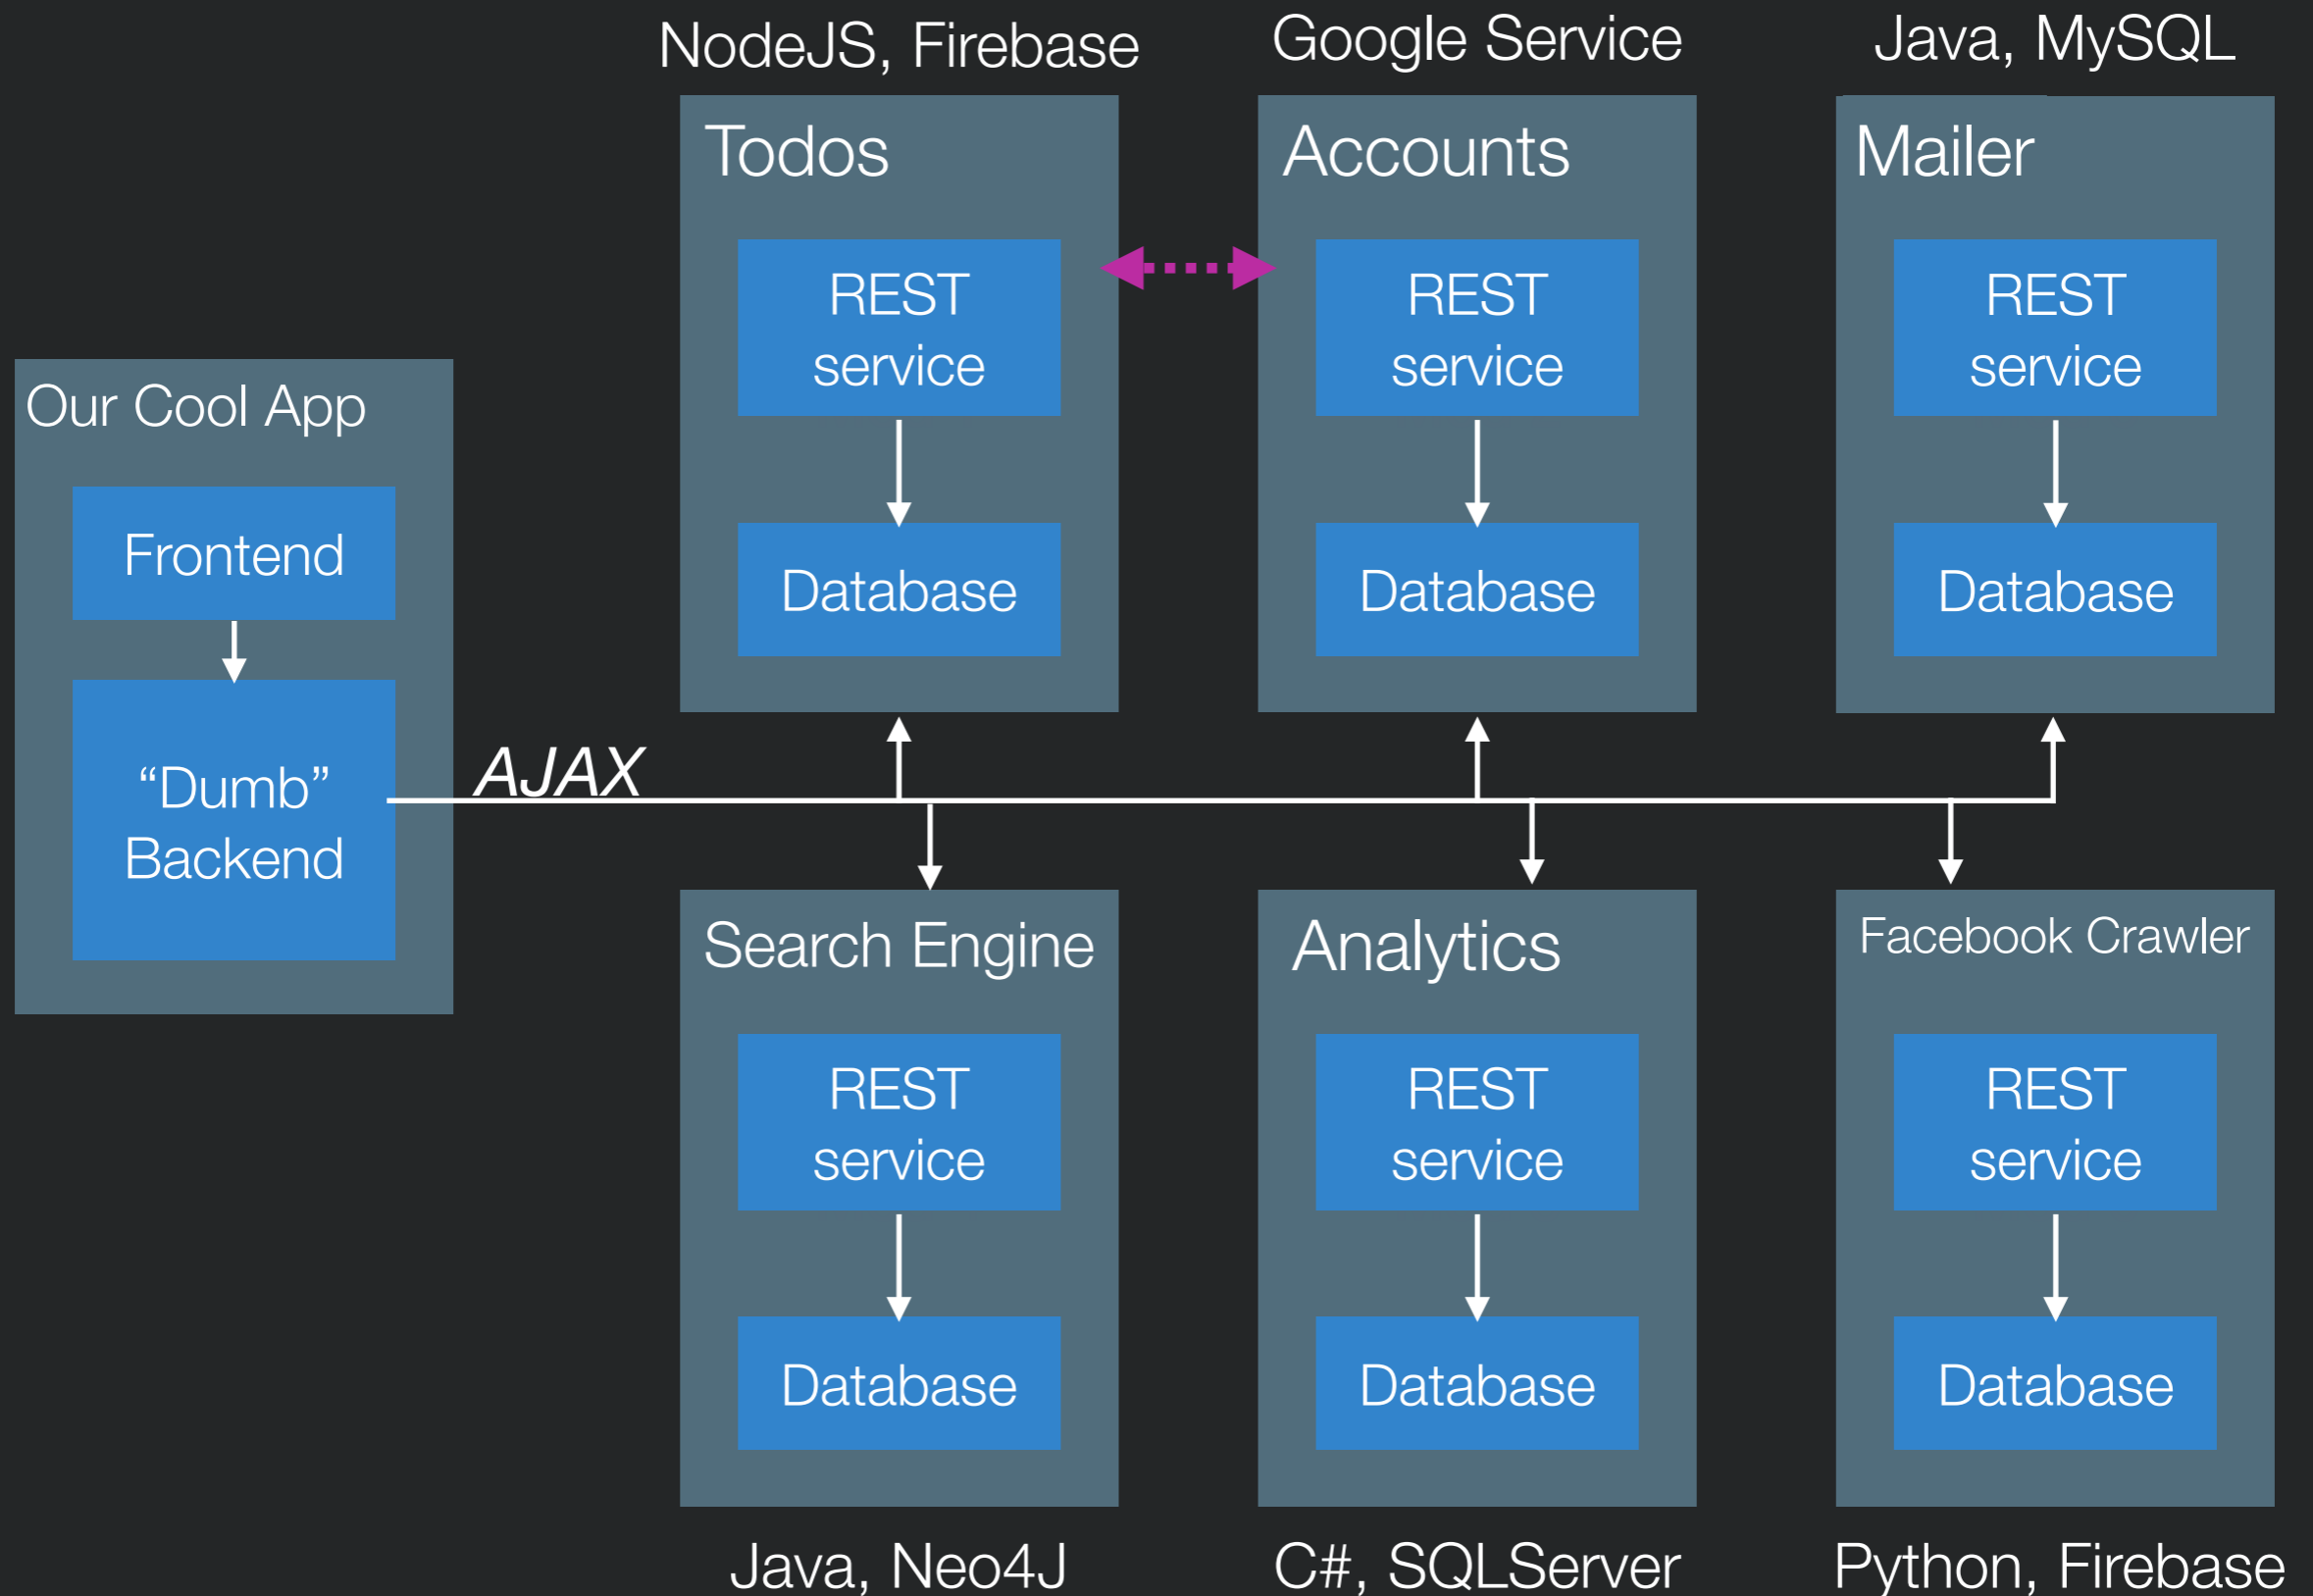 NodeJS, Firebase
Google Service
Java, MySQL
Our Cool App
Frontend
“Dumb”
Backend
AJAX
Todos
REST
service
Database
Accounts
REST
service
Database
Mailer
REST
service
Database
Search Engine
REST
service
Database
Analytics
REST
service
Database
Facebook Crawler
REST
service
Database
Java, Neo4J
C#, SQLServer
Python, Firebase